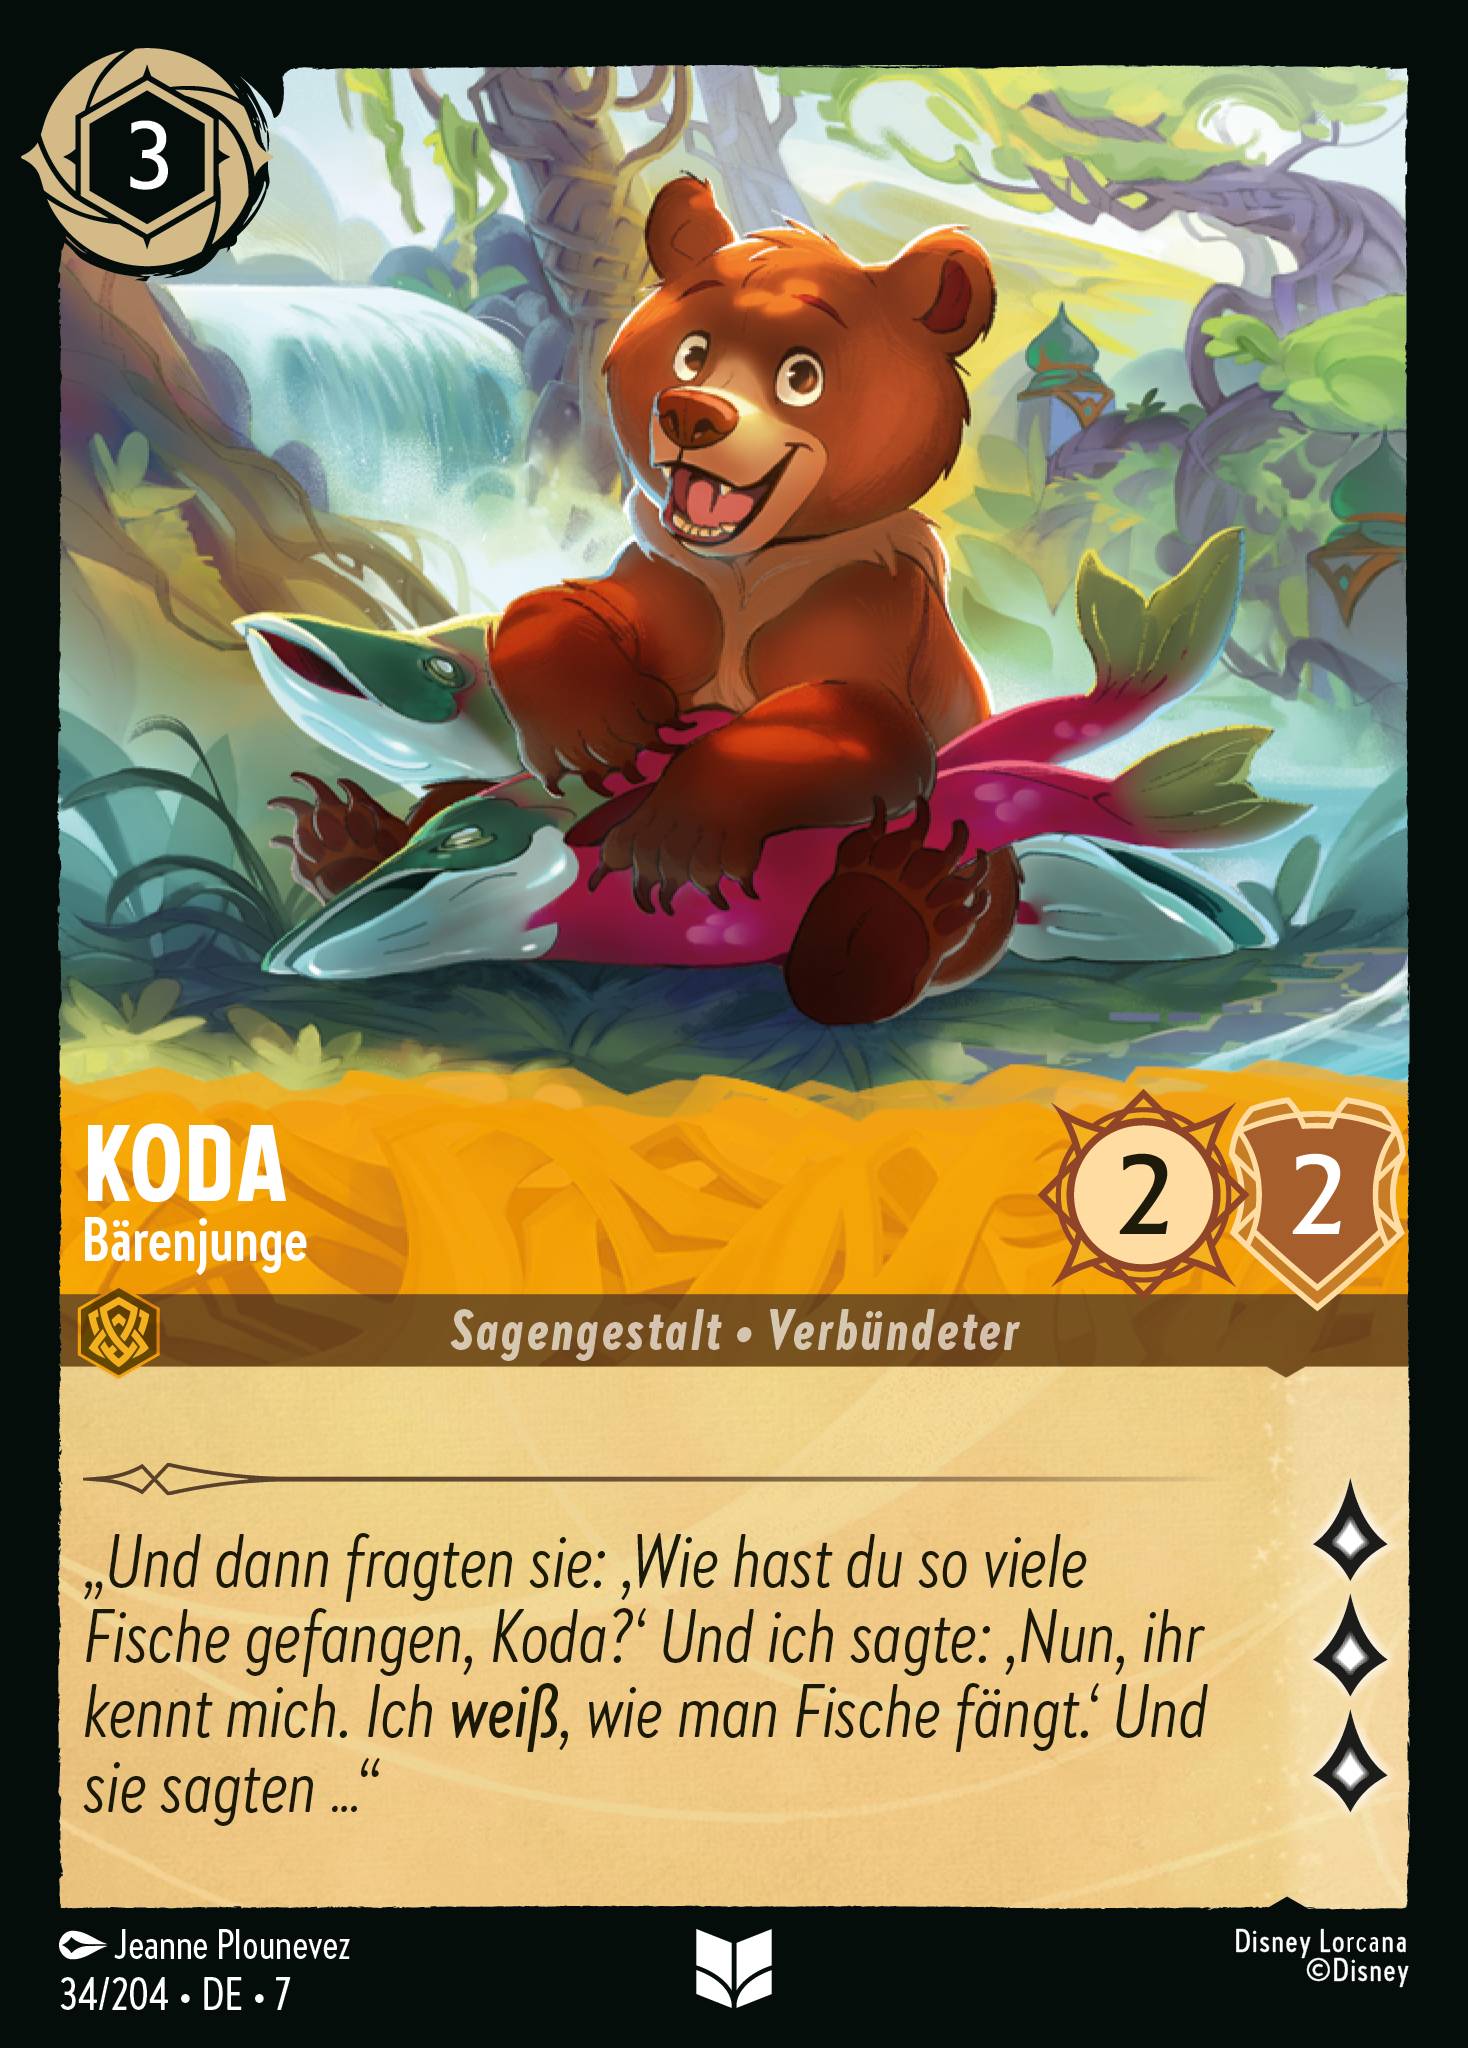 3
KODA
Bärenjunge
2
2
Sagengestalt • Verbündeter
„Und dann fragten sie: ‚Wie hast du so viele
Fische gefangen, Koda?‘ Und ich sagte: ‚Nun, ihr
kennt mich. Ich weiß, wie man Fische fängt.‘ Und
sie sagten ...“
Jeanne Plounevez
34/204 • DE • 7
Disney Lorcana
©Disney